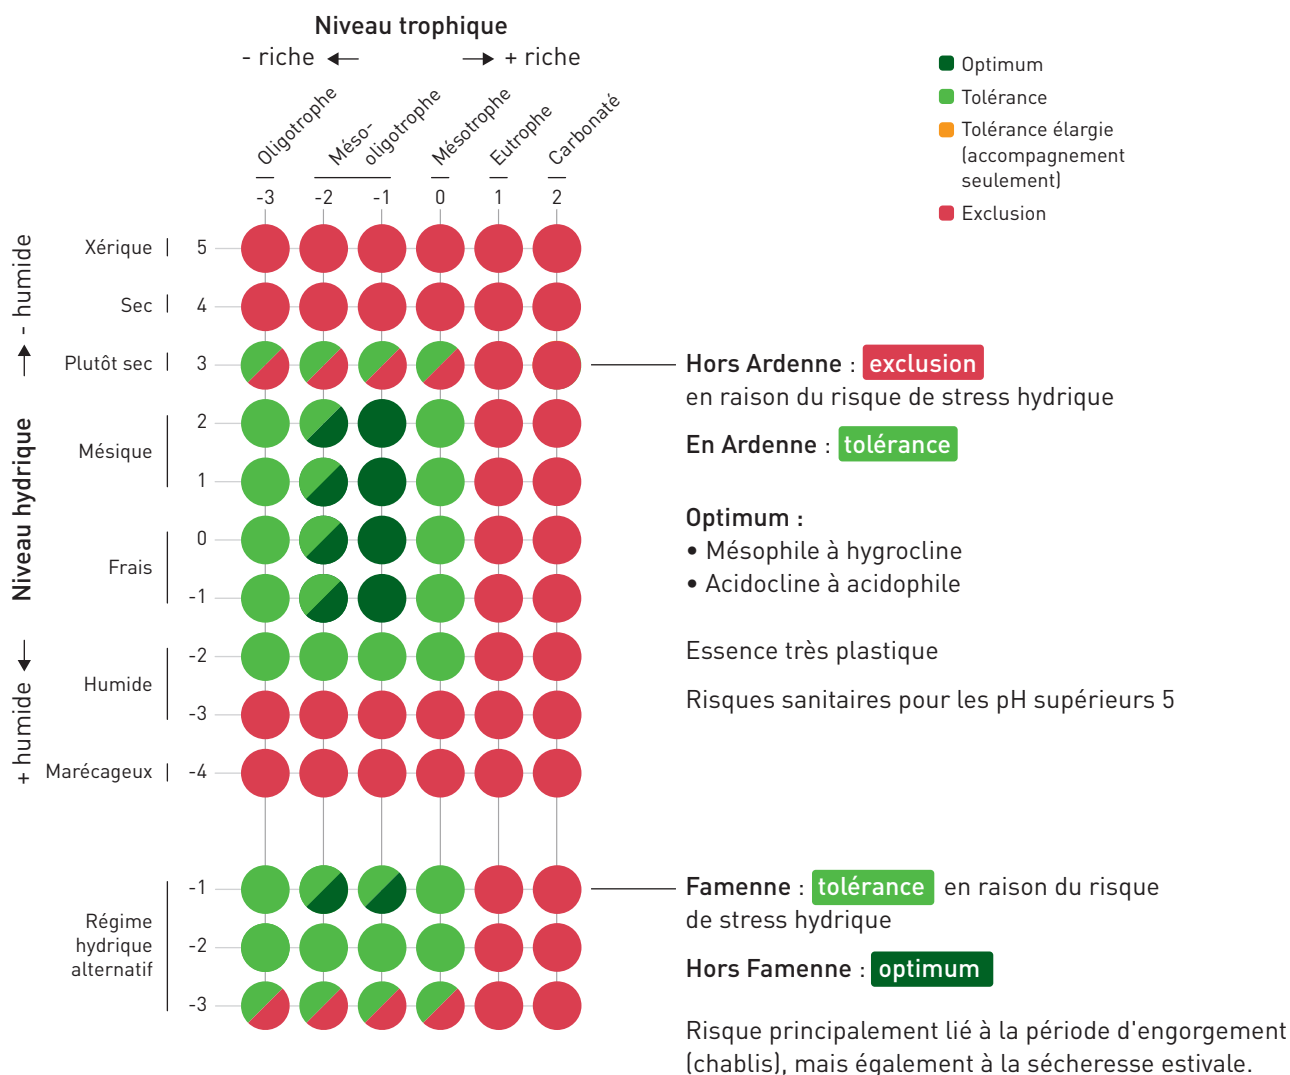 Niveau trophique
- riche ← → + riche
Oligotrophe
Méso-
oligotrophe
Mésotrophe
Eutrophe
Carbonaté
-3 -2 -1 0 1 2
Optimum
Tolérance
Tolérance élargie
(accompagnement
seulement)
Exclusion
Niveau hydrique
→ - humide
+ humide ←
Xérique 5
Sec 4
Plutôt sec 3
Mésique
2
1
Frais
0
-1
Humide
-2
-3
Marécageux -4
Régime
hydrique
alternatif
-1
-2
-3
Hors Ardenne : exclusion
en raison du risque de stress hydrique
En Ardenne : tolérance
Optimum :
• Mésophile à hygrocline
• Acidocline à acidophile
Essence très plastique
Risques sanitaires pour les pH supérieurs 5
Famenne : tolérance en raison du risque
de stress hydrique
Hors Famenne : optimum
Risque principalement lié à la période d'engorgement
(chablis), mais également à la sécheresse estivale.